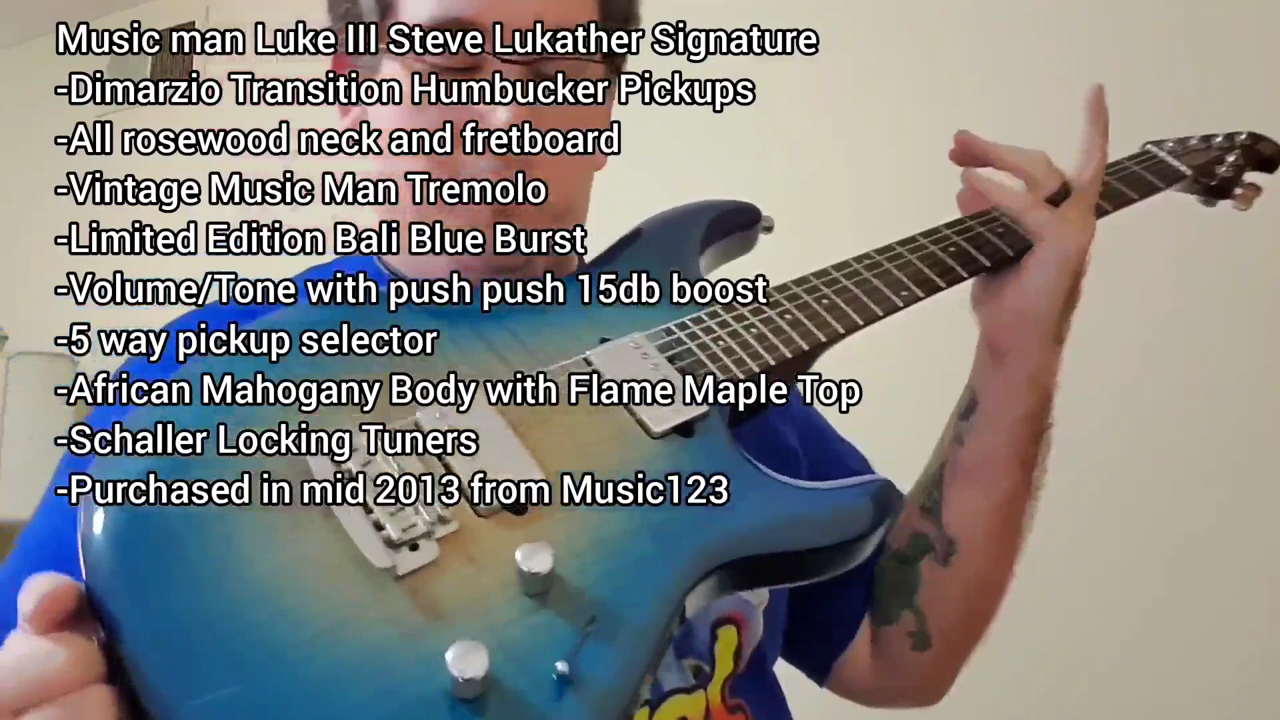 Music man Luke III Steve Lukather Signature
-Dimarzio Transition Humbucker Pickups
-All rosewood neck and fretboard
-Vintage Music Man Tremolo
-Limited Edition Bali Blue Burst
-Volume/Tone with push push 15db boost
-5 way pickup selector
-African Mahogany Body with Flame Maple Top
-Schaller Locking Tuners
-Purchased in mid 2013 from Music123